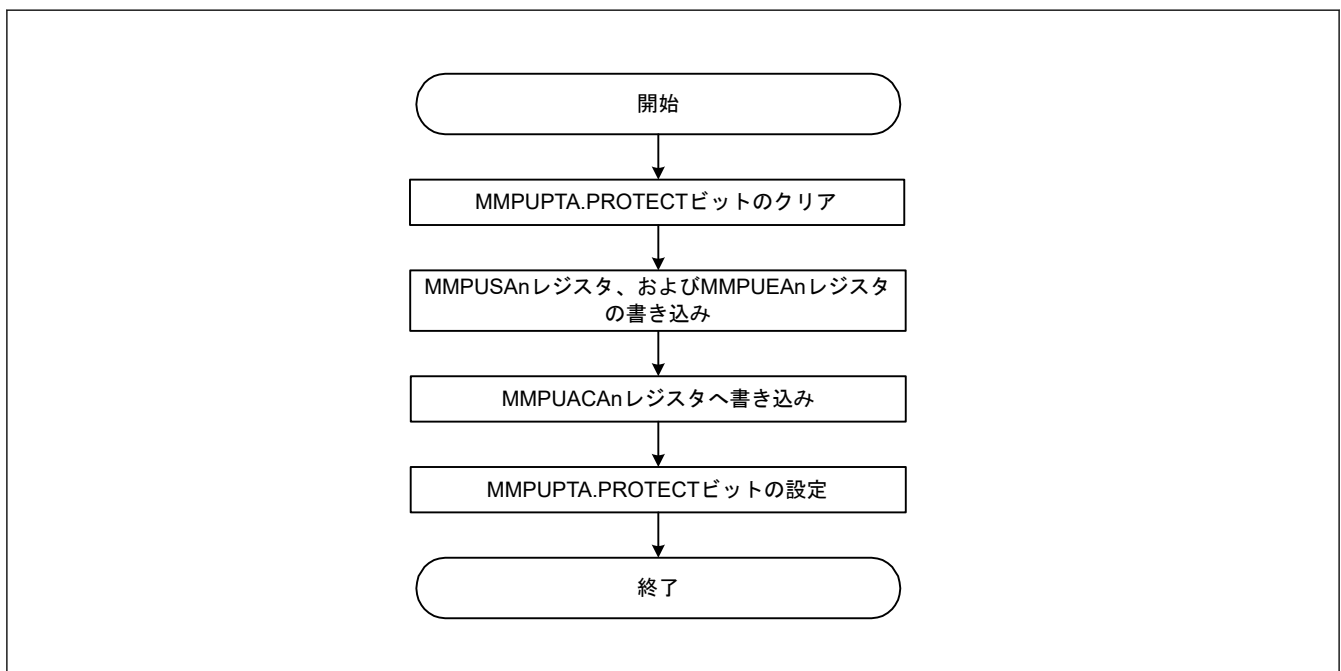 開始
MMPUPTA.PROTECTビットのクリア
MMPUSAnレジスタ、およびMMPUEAnレジスタ
の書き込み
MMPUACAnレジスタへ書き込み
MMPUPTA.PROTECTビットの設定
終了